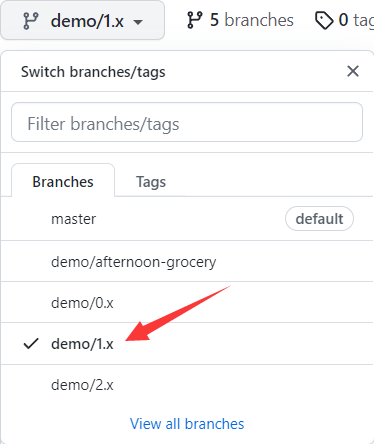 demo/1.x 5 branches 0 tag
Switch branches/tags
Filter branches/tags
Branches Tags
master default
demo/afternoon-grocery
demo/0.x
demo/1.x
demo/2.x
View all branches